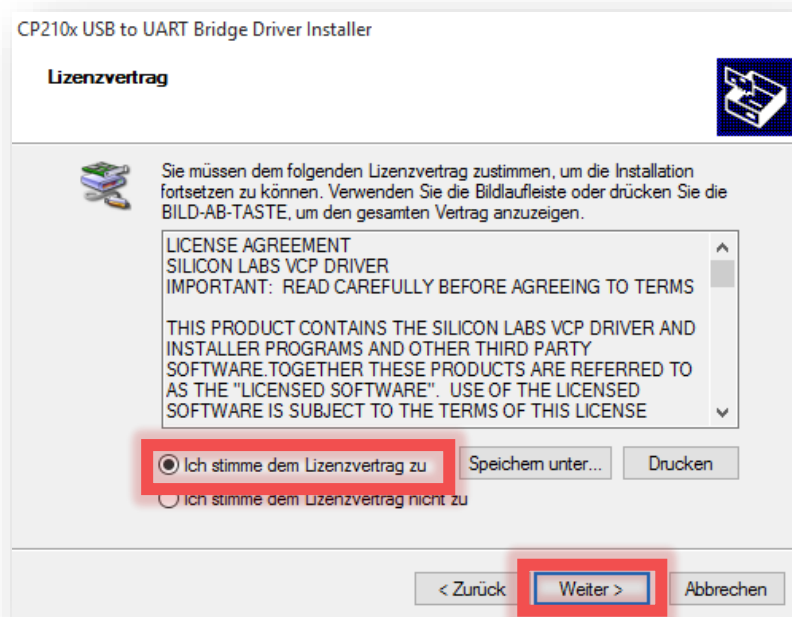 CP210x USB to UART Bridge Driver Installer
Lizenzvertrag
Sie müssen dem folgenden Lizenzvertrag zustimmen, um die Installation
fortsetzen zu können. Verwenden Sie die Bildlaufleiste oder drücken Sie die
BILD-AB-TASTE, um den gesamten Vertrag anzuzeigen.
LICENSE AGREEMENT
SILICON LABS VCP DRIVER
IMPORTANT:  READ CAREFULLY BEFORE AGREEING TO TERMS
THIS PRODUCT CONTAINS THE SILICON LABS VCP DRIVER AND
INSTALLER PROGRAMS AND OTHER THIRD PARTY
SOFTWARE.TOGETHER THESE PRODUCTS ARE REFERRED TO
AS THE "LICENSED SOFTWARE".  USE OF THE LICENSED
SOFTWARE IS SUBJECT TO THE TERMS OF THIS LICENSE
Ich stimme dem Lizenzvertrag zu
Speichern unter...
Drucken
Ich stimme dem Lizenzvertrag nicht zu
< Zurück
Weiter >
Abbrechen